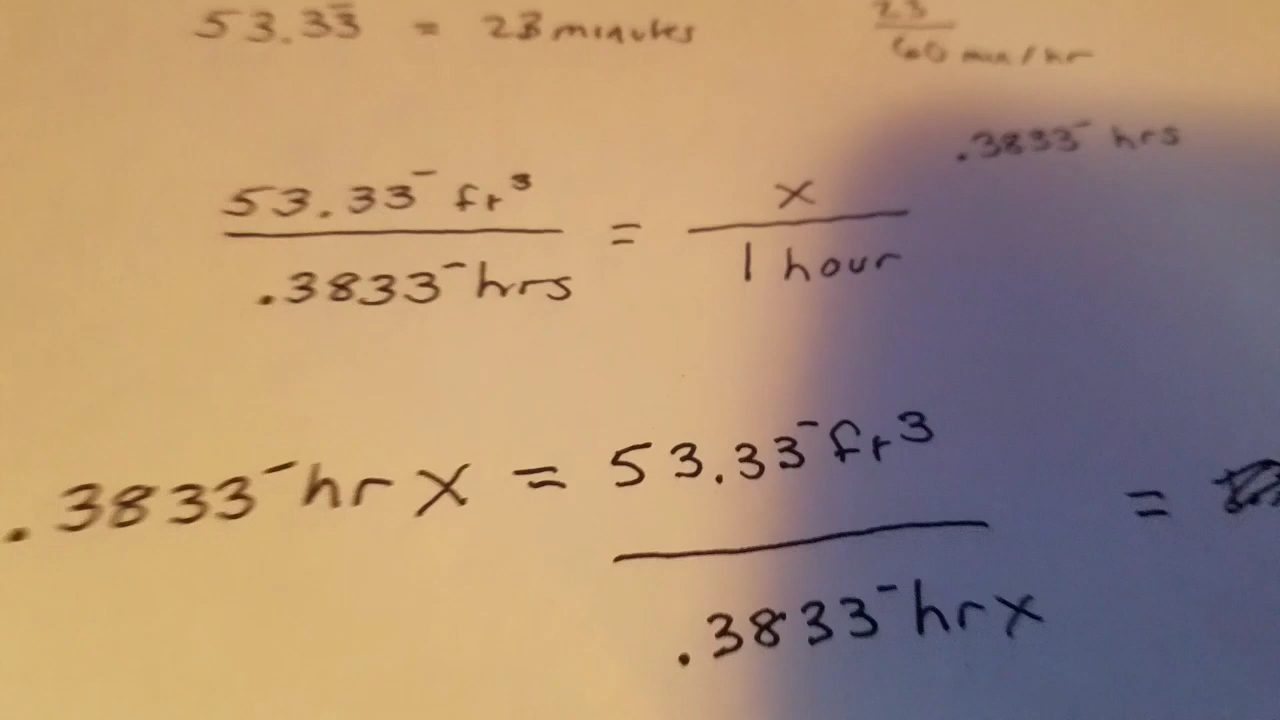 53.33̄ = 23 minutes
23
60 min/hr
.3833̄ hrs
53.33̄ ft³ = x
.3833̄ hrs 1 hour
.3833̄ hr x = 53.33̄ ft³ =
.3833̄ hr x